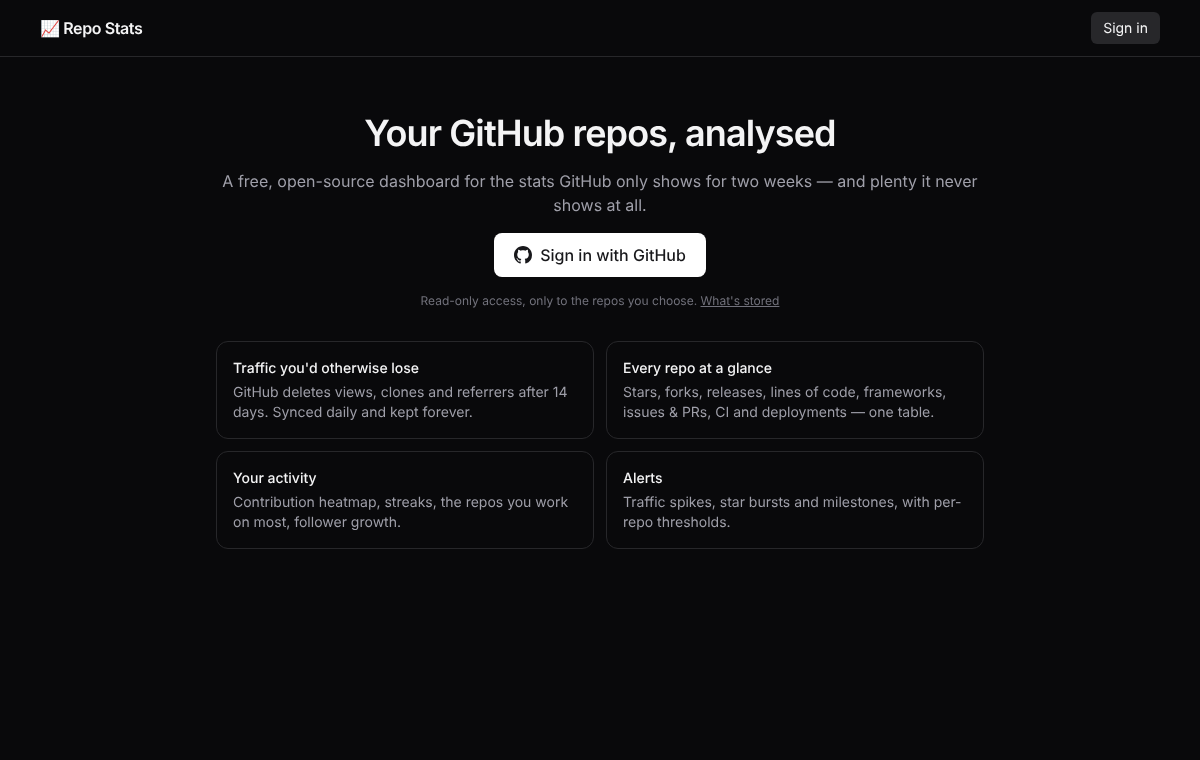 📈 Repo Stats
Sign in
Your GitHub repos, analysed
A free, open-source dashboard for the stats GitHub only shows for two weeks — and plenty it never
shows at all.
Sign in with GitHub
Read-only access, only to the repos you choose. What's stored
Traffic you'd otherwise lose
GitHub deletes views, clones and referrers after 14
days. Synced daily and kept forever.
Every repo at a glance
Stars, forks, releases, lines of code, frameworks,
issues & PRs, CI and deployments — one table.
Your activity
Contribution heatmap, streaks, the repos you work
on most, follower growth.
Alerts
Traffic spikes, star bursts and milestones, with per-
repo thresholds.